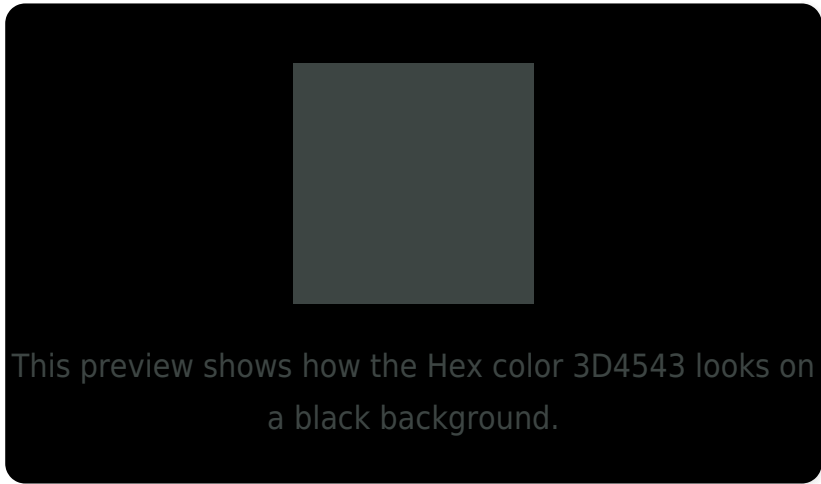 This preview shows how the Hex color 3D4543 looks on
a black background.